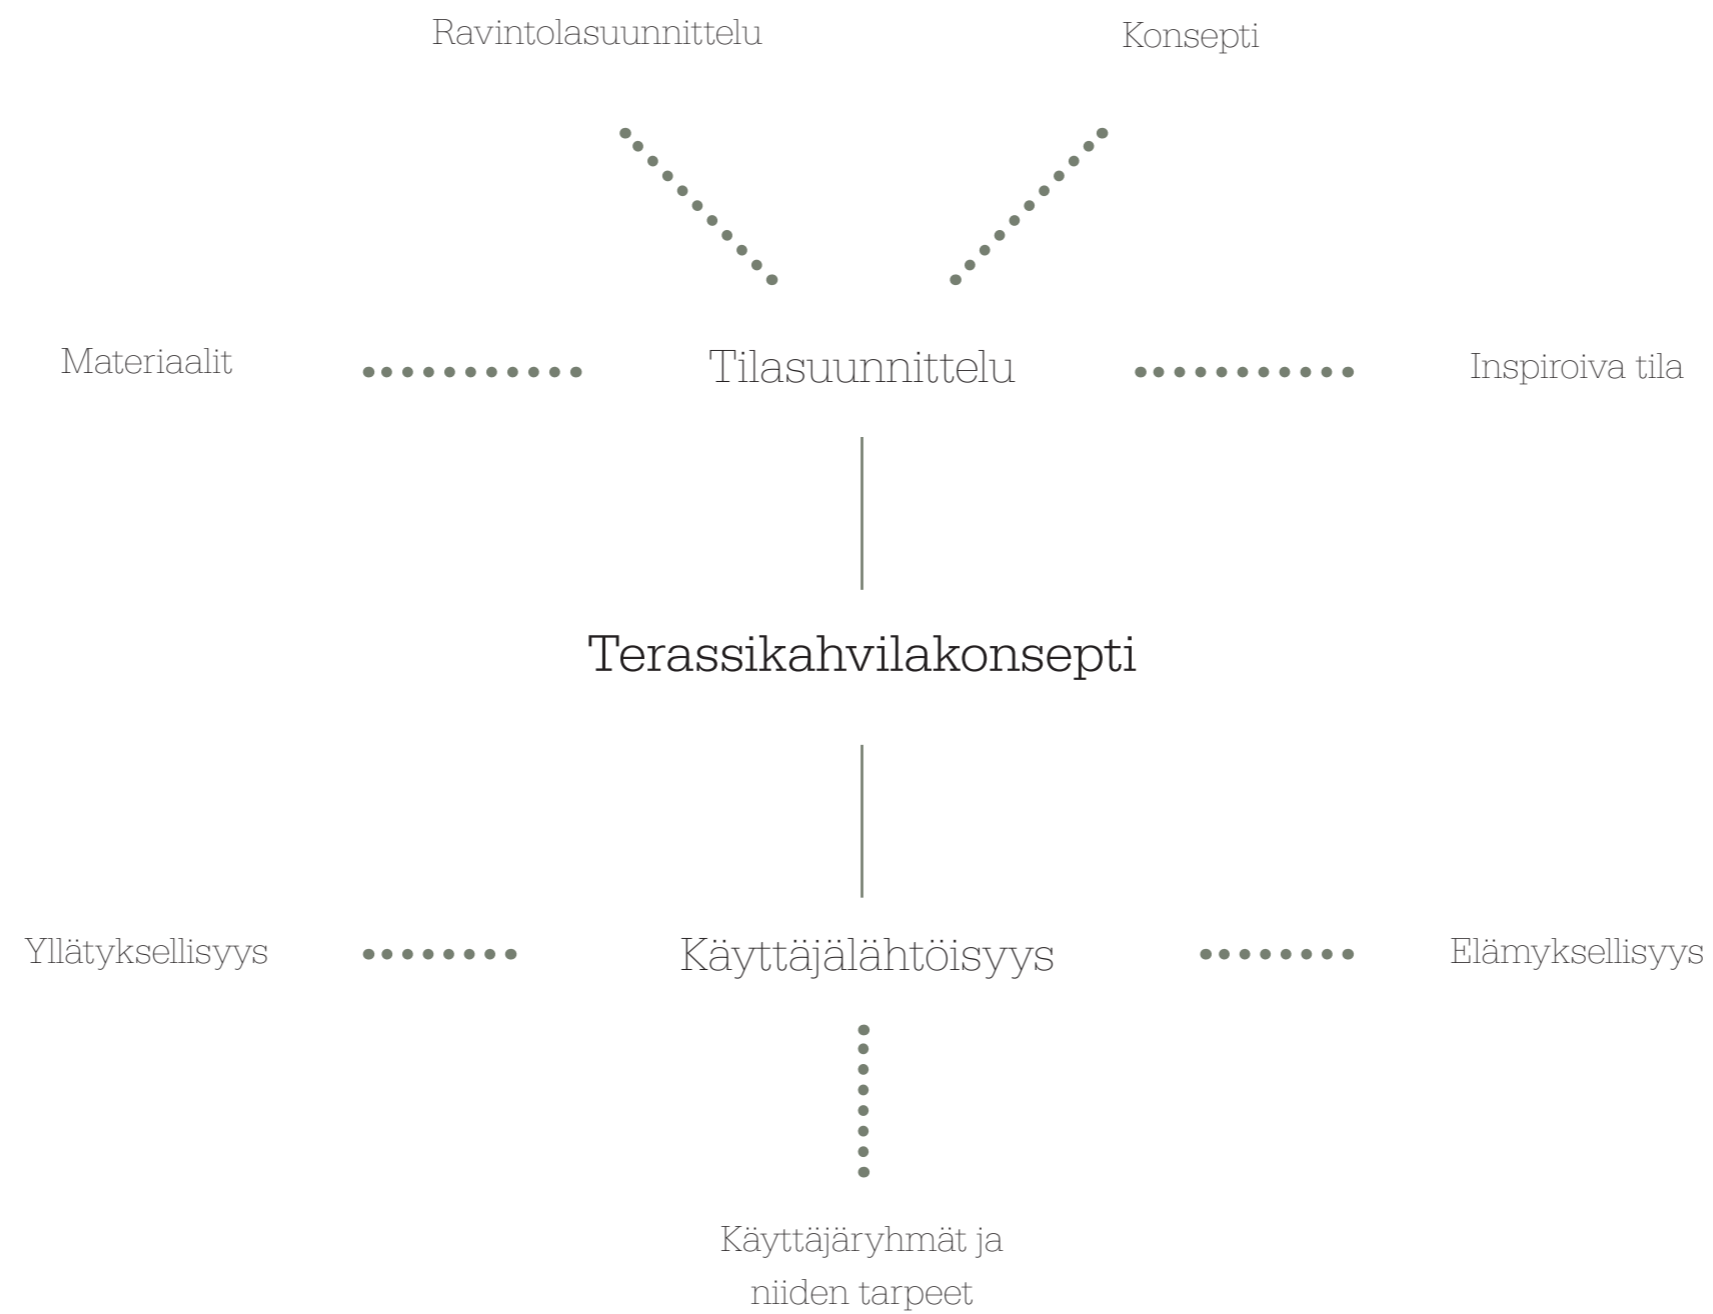 Ravintolasuunnittelu
Konsepti
Materiaalit
Tilasuunnittelu
Inspiroiva tila
Terassikahvilakonsepti
Yllätyksellisyys
Käyttäjälähtöisyys
Elämyksellisyys
Käyttäjäryhmät ja
niiden tarpeet